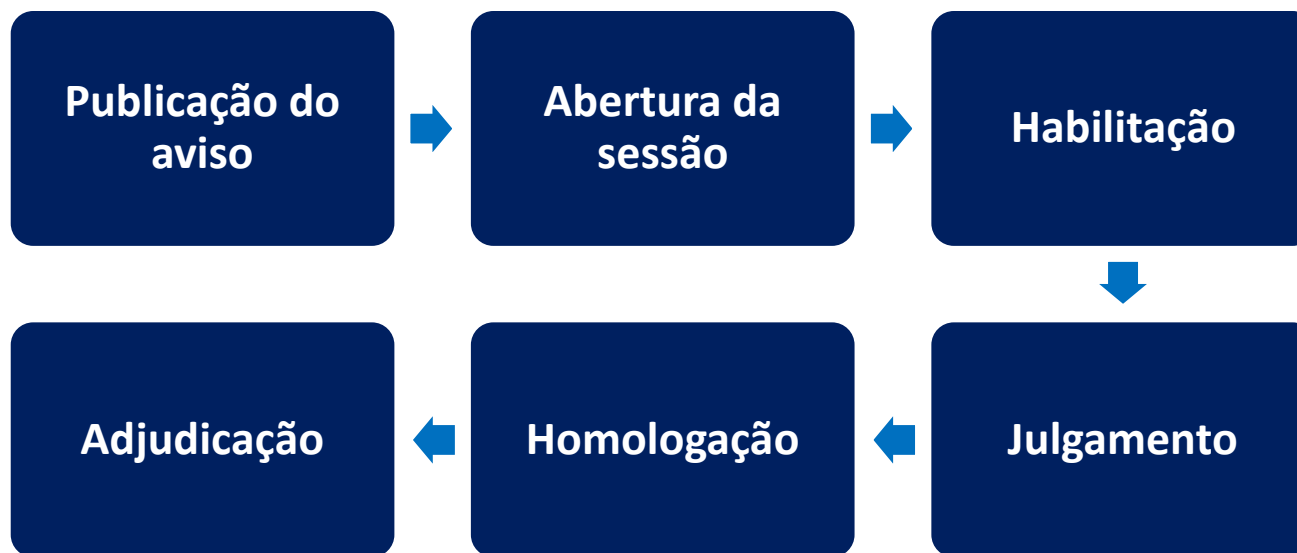 Publicação do
aviso
Abertura da
sessão
Habilitação
Julgamento
Homologação
Adjudicação